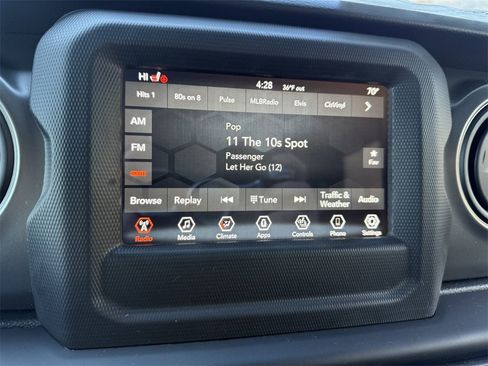 HI 4:28 36°F out 70°
Hits 1 80s on 8 Pulse MLBRadio Elvis ClsVinyl
AM
FM
Pop
11 The 10s Spot
Passenger
Let Her Go (12)
Fav
Browse Replay Tune Traffic & Weather Audio
Radio Media Climate Apps Controls Phone Settings